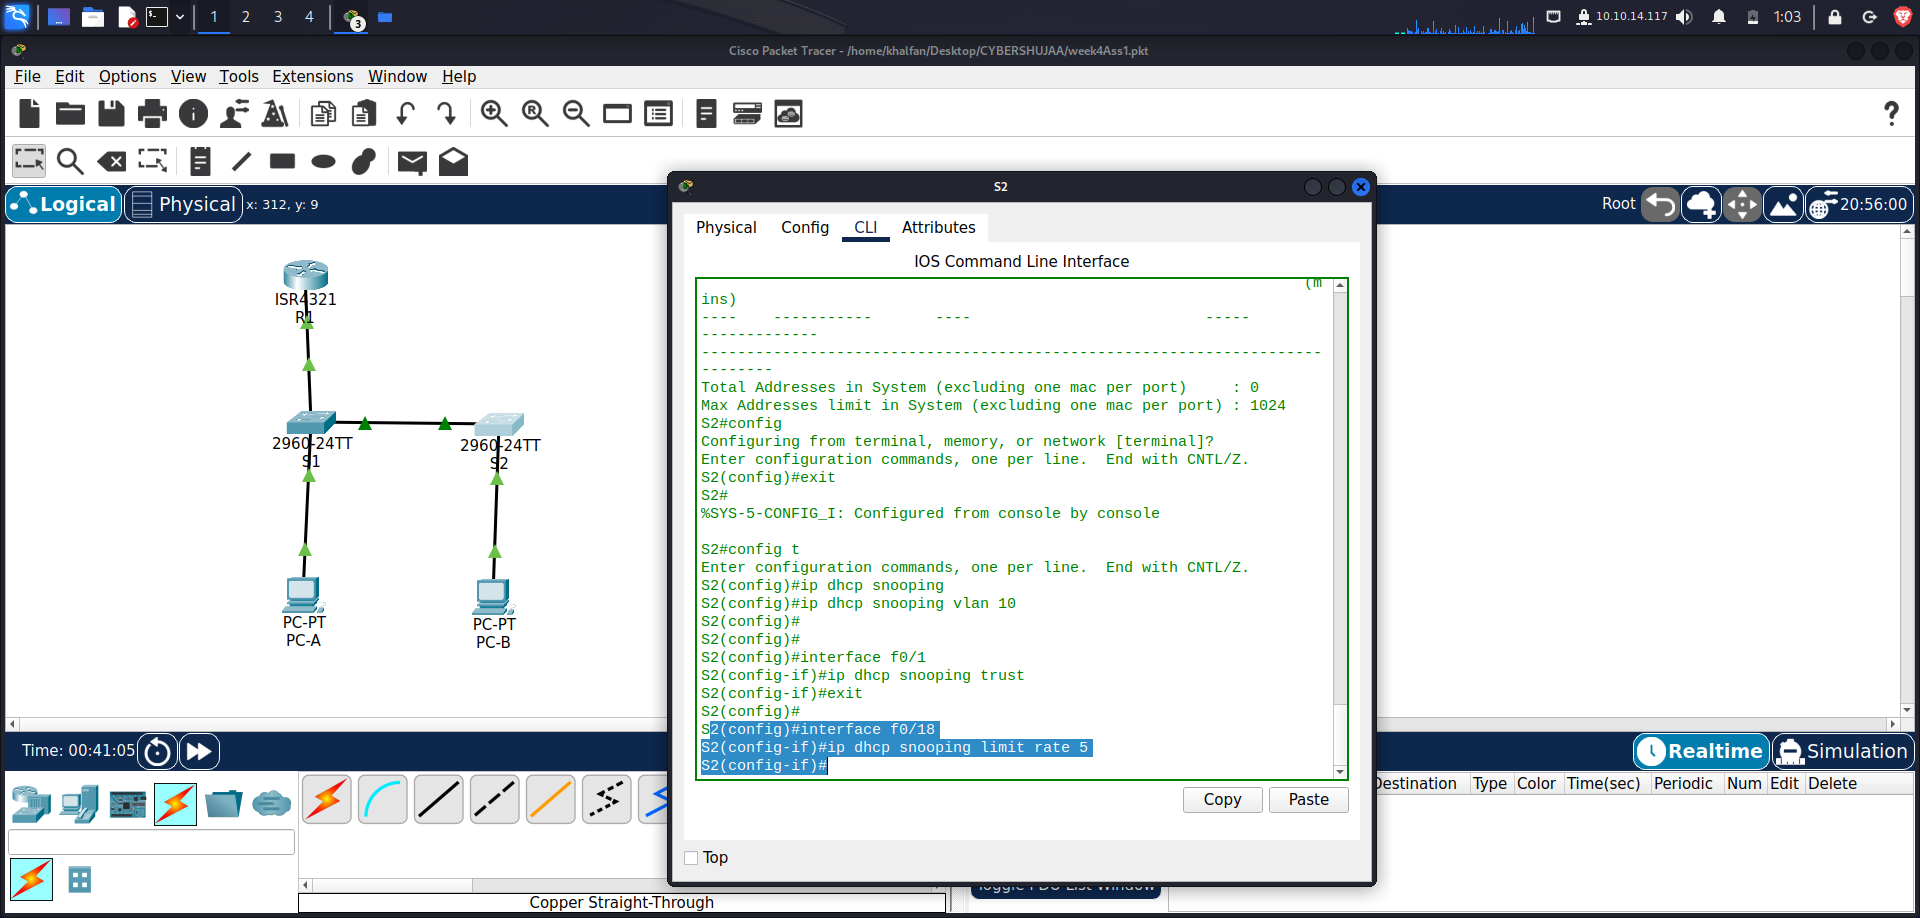 1 2 3 4
3
10.10.14.117
1:03
Cisco Packet Tracer - /home/khalfan/Desktop/CYBERSHUJAA/week4Ass1.pkt
File Edit Options View Tools Extensions Window Help
Logical
Physical
x: 312, y: 9
Root
20:56:00
ISR4321
R1
2960-24TT
S1
2960-24TT
S2
PC-PT
PC-A
PC-PT
PC-B
S2
Physical Config CLI Attributes
IOS Command Line Interface
(m
ins)
---- ----------- ---- -----
-------------
---------------------------------------------------------------------
--------
Total Addresses in System (excluding one mac per port) : 0
Max Addresses limit in System (excluding one mac per port) : 1024
S2#config
Configuring from terminal, memory, or network [terminal]?
Enter configuration commands, one per line. End with CNTL/Z.
S2(config)#exit
S2#
%SYS-5-CONFIG_I: Configured from console by console
S2#config t
Enter configuration commands, one per line. End with CNTL/Z.
S2(config)#ip dhcp snooping
S2(config)#ip dhcp snooping vlan 10
S2(config)#
S2(config)#
S2(config)#interface f0/1
S2(config-if)#ip dhcp snooping trust
S2(config-if)#exit
S2(config)#
S2(config)#interface f0/18
S2(config-if)#ip dhcp snooping limit rate 5
S2(config-if)#
Copy Paste
Top
Time: 00:41:05
Realtime
Simulation
Destination Type Color Time(sec) Periodic Num Edit Delete
Toggle PDU List Window
Copper Straight-Through